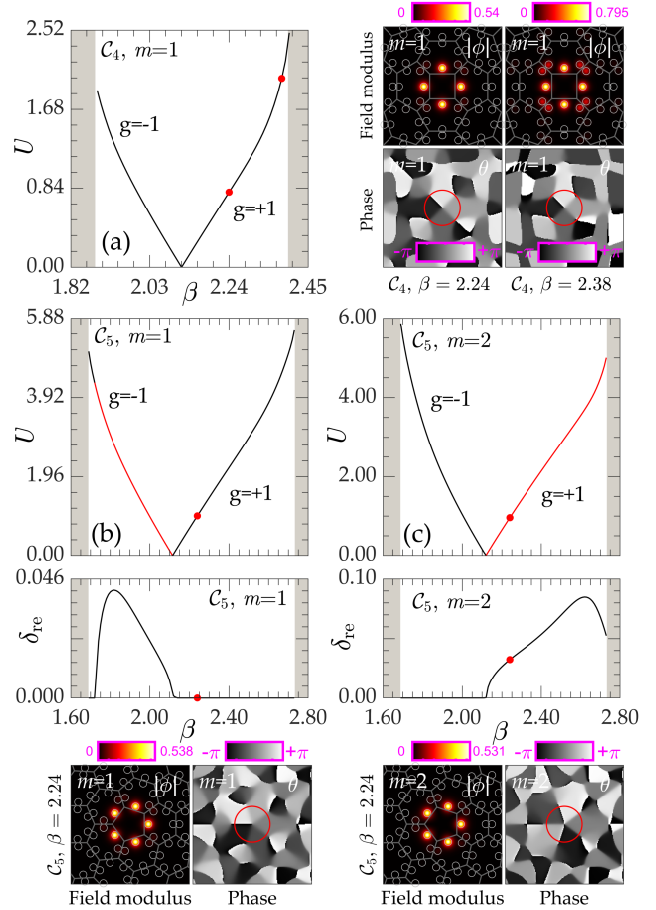 0 0.54
0 0.795
2.52
𝒞₄, m=1
m=1 |ϕ|
m=1 |ϕ|
Field modulus
1.68
g=-1
U
0.84
g=+1
(a)
0.00
1.82 2.03 2.24 2.45
β
m=1 θ
m=1 θ
Phase
-π +π
-π +π
𝒞₄, β = 2.24
𝒞₄, β = 2.38
5.88
𝒞₅, m=1
g=-1
3.92
U
1.96
g=+1
(b)
0.00
6.00
𝒞₅, m=2
g=-1
4.00
U
2.00
g=+1
(c)
0.00
0.046
𝒞₅, m=1
δre
0.000
1.60 2.00 2.40 2.80
β
0.10
𝒞₅, m=2
δre
0.00
1.60 2.00 2.40 2.80
β
0 0.538
-π +π
m=1 |ϕ|
m=1 θ
𝒞₅, β = 2.24
Field modulus Phase
0 0.531
-π +π
m=2 |ϕ|
m=2 θ
𝒞₅, β = 2.24
Field modulus Phase